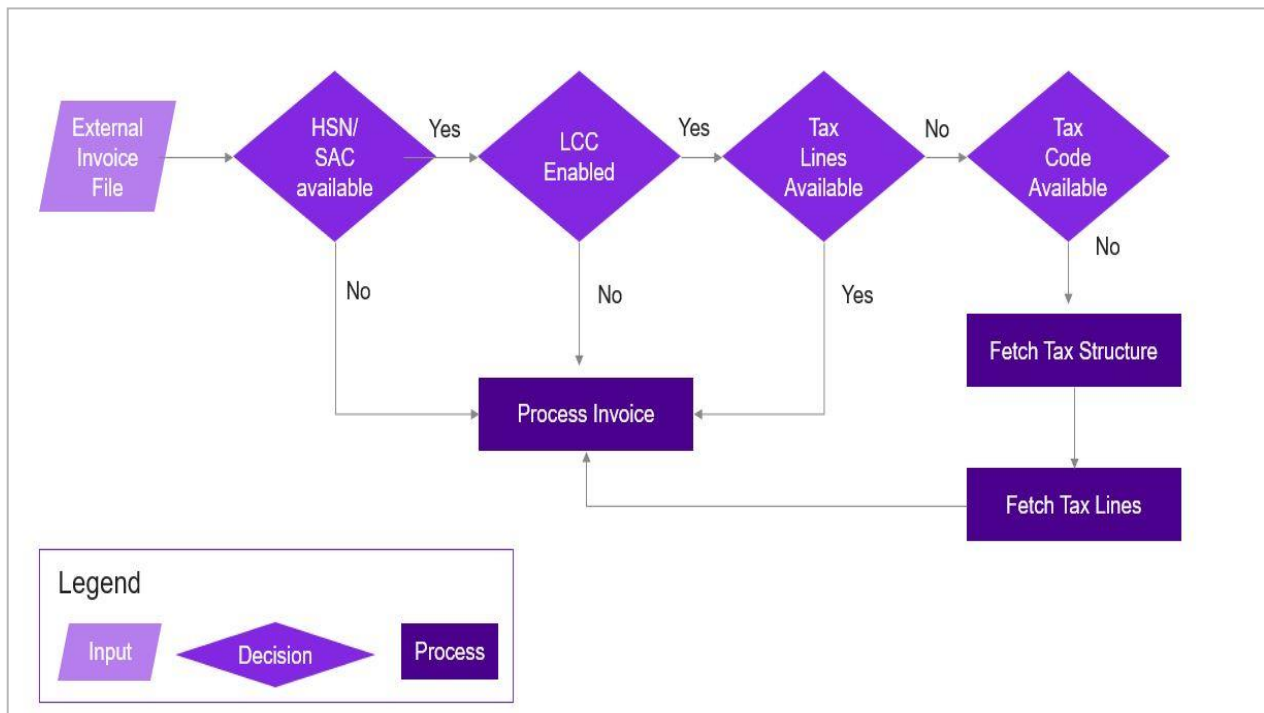 External
Invoice
File
HSN/
SAC
available
Yes
LCC
Enabled
Yes
Tax
Lines
Available
No
Tax
Code
Available
No
No
Yes
No
Fetch Tax Structure
Process Invoice
Fetch Tax Lines
Legend
Input
Decision
Process